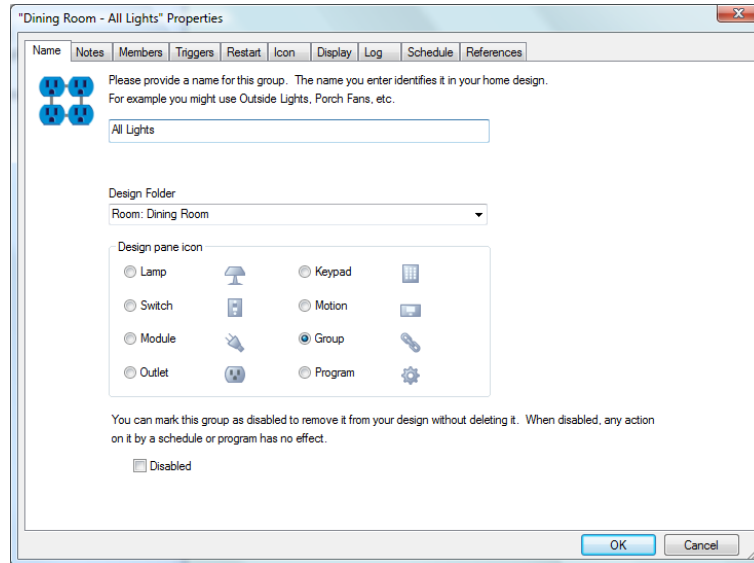 "Dining Room - All Lights" Properties
Name Notes Members Triggers Restart Icon Display Log Schedule References
Please provide a name for this group. The name you enter identifies it in your home design.
For example you might use Outside Lights, Porch Fans, etc.
All Lights
Design Folder
Room: Dining Room
Design pane icon
Lamp Keypad
Switch Motion
Module Group
Outlet Program
You can mark this group as disabled to remove it from your design without deleting it. When disabled, any action
on it by a schedule or program has no effect.
Disabled
OK Cancel